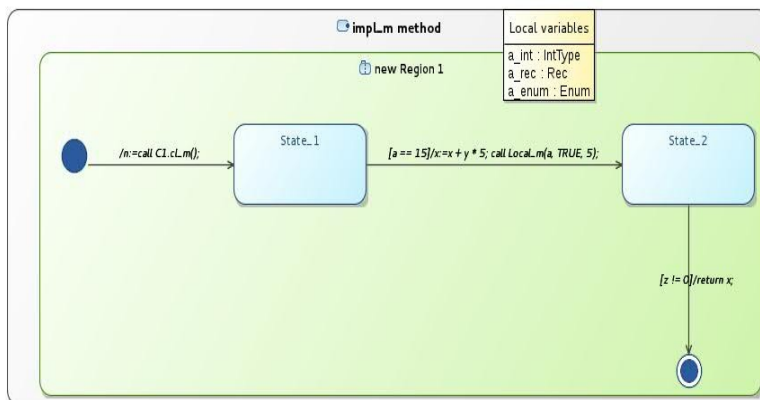 impl_m method
Local variables
a_int : IntType
a_rec : Rec
a_enum : Enum
new Region 1
State_1
State_2
/n:=call C1.cl_m();
[a == 15]/x:=x + y * 5; call Local_m(a, TRUE, 5);
[z != 0]/return x;